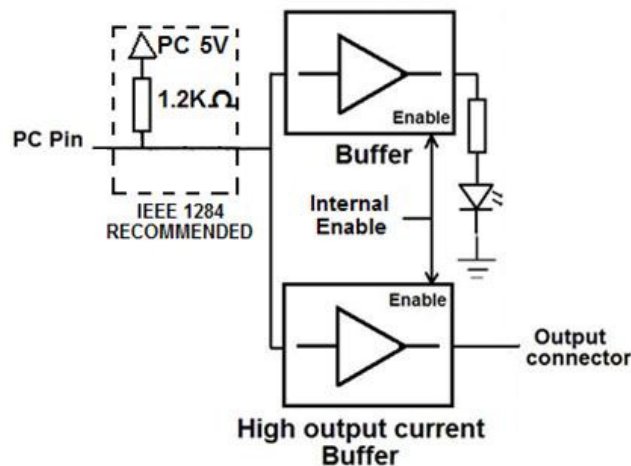 PC 5V
1.2K.Ω
PC Pin
IEEE 1284
RECOMMENDED
Enable
Buffer
Internal
Enable
Enable
Output
connector
High output current
Buffer